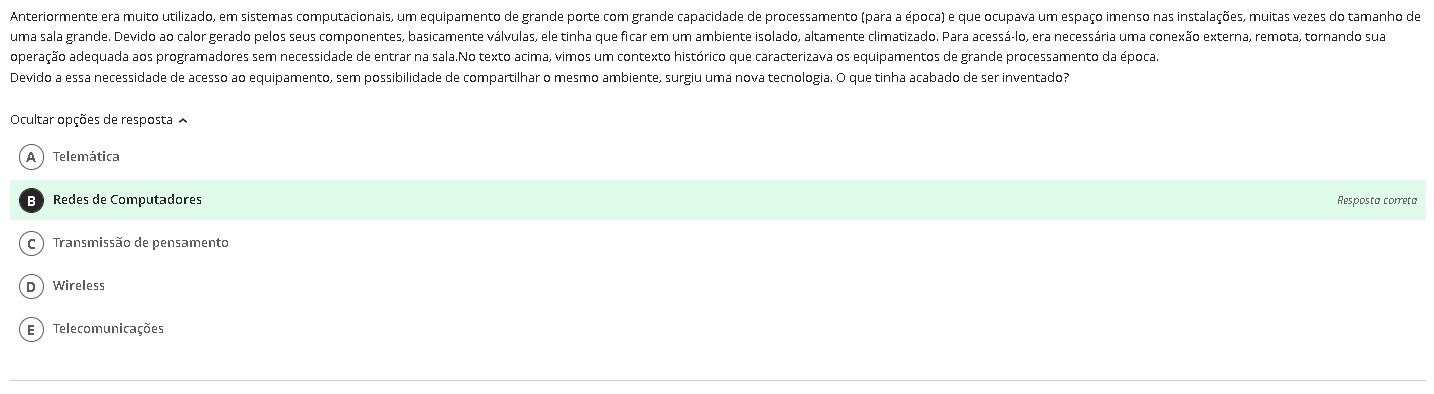 Anteriormente era muito utilizado, em sistemas computacionais, um equipamento de grande porte com grande capacidade de processamento (para a época) e que ocupava um espaço imenso nas instalações, muitas vezes do tamanho de
uma sala grande. Devido ao calor gerado pelos seus componentes, basicamente válvulas, ele tinha que ficar em um ambiente isolado, altamente climatizado. Para acessá-lo, era necessária uma conexão externa, remota, tornando sua
operação adequada aos programadores sem necessidade de entrar na sala.No texto acima, vimos um contexto histórico que caracterizava os equipamentos de grande processamento da época.
Devido a essa necessidade de acesso ao equipamento, sem possibilidade de compartilhar o mesmo ambiente, surgiu uma nova tecnologia. O que tinha acabado de ser inventado?
Ocultar opções de resposta
A Telemática
B Redes de Computadores Resposta correta
C Transmissão de pensamento
D Wireless
E Telecomunicações